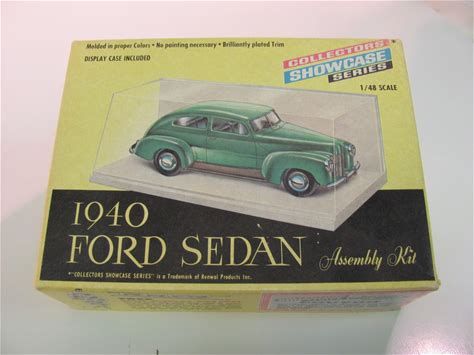 Molded in proper Colors • No painting necessary • Brilliantly plated Trim
DISPLAY CASE INCLUDED
COLLECTORS'
SHOWCASE
SERIES
1/48 SCALE
1940
FORD SEDAN
Assembly Kit
"COLLECTORS SHOWCASE SERIES" is a Trademark of Renwal Products Inc.